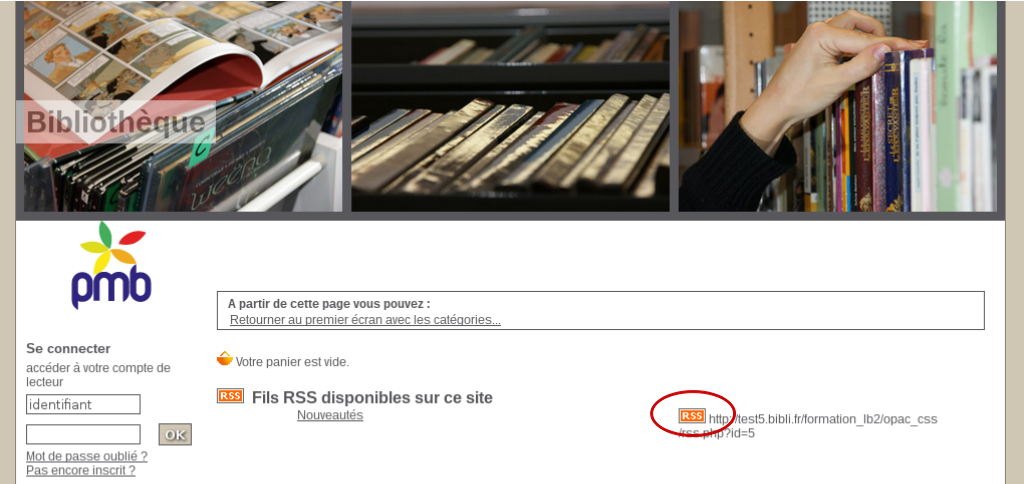 Bibliothèque
pmb
A partir de cette page vous pouvez :
Retourner au premier écran avec les catégories...
Se connecter
accéder à votre compte de
lecteur
identifiant
OK
Mot de passe oublié ?
Pas encore inscrit ?
Votre panier est vide.
RSS Fils RSS disponibles sur ce site
Nouveautés
RSS http://test5.bibli.fr/formation_lb2/opac_css
/rss.php?id=5